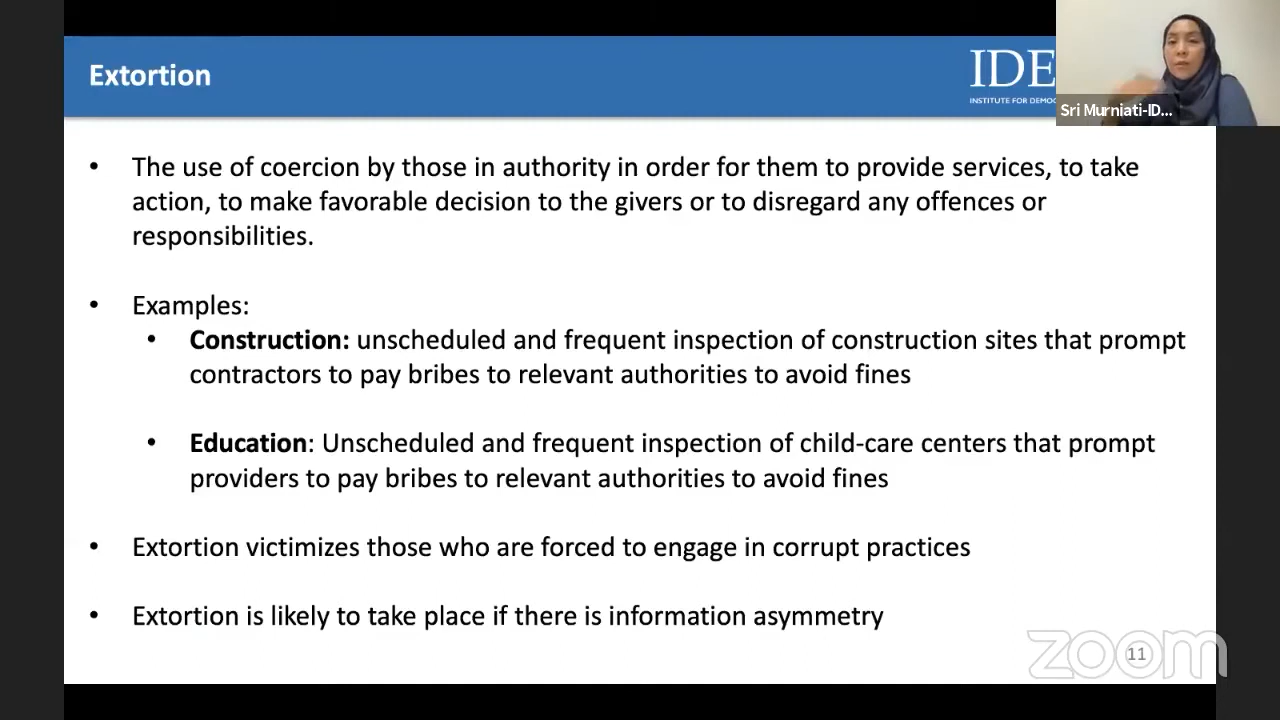 Extortion
IDE
INSTITUTE FOR DEMOC
Sri Murniati-ID...
• The use of coercion by those in authority in order for them to provide services, to take
action, to make favorable decision to the givers or to disregard any offences or
responsibilities.
• Examples:
• Construction: unscheduled and frequent inspection of construction sites that prompt
contractors to pay bribes to relevant authorities to avoid fines
• Education: Unscheduled and frequent inspection of child-care centers that prompt
providers to pay bribes to relevant authorities to avoid fines
• Extortion victimizes those who are forced to engage in corrupt practices
• Extortion is likely to take place if there is information asymmetry
zoom
11